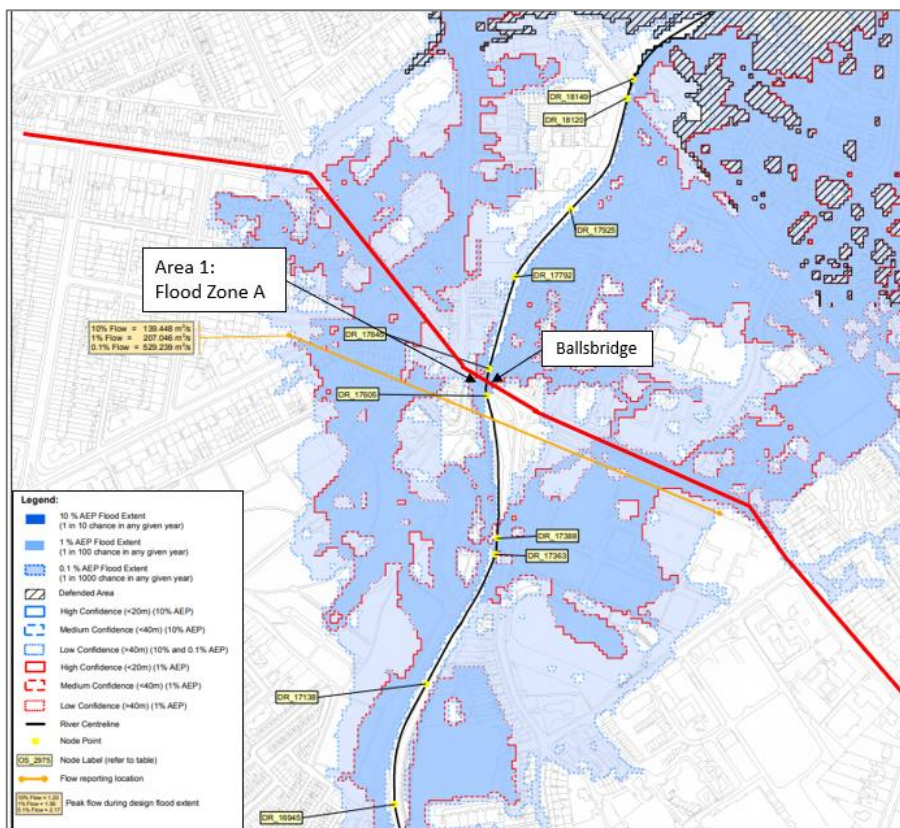 DR_18149
DR_18120
DR_17925
Area 1:
Flood Zone A
DR_17792
10% Flow = 139.448 m³/s
1% Flow = 207.046 m³/s
0.1% Flow = 529.239 m³/s
DR_17645
Ballsbridge
DR_17605
DR_17388
DR_17363
DR_17138
DR_16945
Legend:
10 % AEP Flood Extent
(1 in 10 chance in any given year)
1 % AEP Flood Extent
(1 in 100 chance in any given year)
0.1 % AEP Flood Extent
(1 in 1000 chance in any given year)
Defended Area
High Confidence (<20m) (10% AEP)
Medium Confidence (<40m) (10% AEP)
Low Confidence (>40m) (10% and 0.1% AEP)
High Confidence (<20m) (1% AEP)
Medium Confidence (<40m) (1% AEP)
Low Confidence (>40m) (1% AEP)
River Centreline
Node Point
OS_2975 Node Label (refer to table)
Flow reporting location
Peak flow during design flood extent